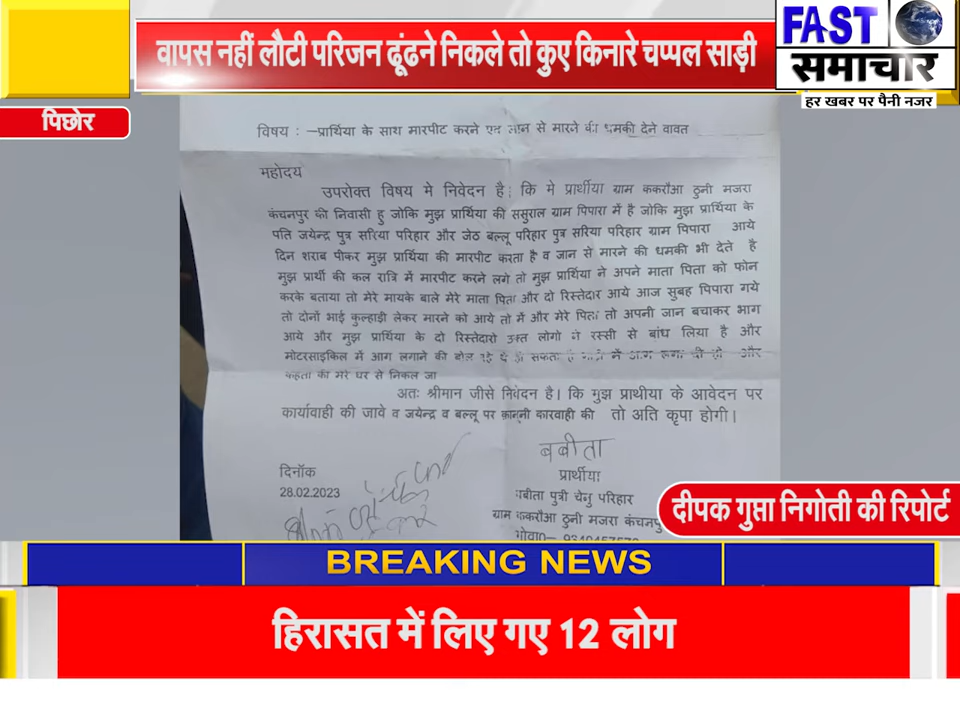 वापस नहीं लौटी परिजन ढूंढने निकले तो कुए किनारे चप्पल साड़ी
FAST
समाचार
हर खबर पर पैनी नजर
पिछोर
विषय : –प्रार्थिया के साथ मारपीट करने एव जान से मारने की धमकी देने वावत
महोदय
उपरोक्त विषय मे निवेदन है। कि मे प्रार्थीया ग्राम ककरौआ ठुनी मजरा
कंचनपुर की निवासी हु जोकि मुझ प्रार्थिया की ससुराल ग्राम पिपारा में है जोकि मुझ प्रार्थिया के
पति जयेन्द्र पुत्र सरिया परिहार और जेठ बल्लू परिहार पुत्र सरिया परिहार ग्राम पिपारा आये
दिन शराब पीकर मुझ प्रार्थिया की मारपीट करता है व जान से मारने की धमकी भी देते है
मुझ प्रार्थी की कल रात्रि में मारपीट करने लगे तो मुझ प्रार्थिया ने अपने माता पिता को फोन
करके बताया तो मेरे मायके बाले मेरे माता पिता और दो रिस्तेदार आये आज सुबह पिपारा गये
तो दोनों भाई कुल्हाडी लेकर मारने को आये तो मैं और मेरे पिता तो अपनी जान बचाकर भाग
आये और मुझ प्रार्थिया के दो रिस्तेदारो उक्त लोगो ने रस्सी से बांध लिया है और
मोटरसाइकिल में आग लगाने की बोल रहे में आग लगा दी हो और
कहता की मेरे घर से निकल जा
अतः श्रीमान जीसे निवेदन है। कि मुझ प्राथीया के आवेदन पर
कार्यावाही की जावे व जयेन्द्र व बल्लू पर क़ानूनी कारवाही की तो अति कृपा होगी।
बबीता
दिनॉक
प्रार्थीया
28.02.2023
बबीता पुत्री चेनु परिहार
ग्राम ककरौआ ठुनी मजरा कंचनपु
दीपक गुप्ता निगोती की रिपोर्ट
BREAKING NEWS
हिरासत में लिए गए 12 लोग